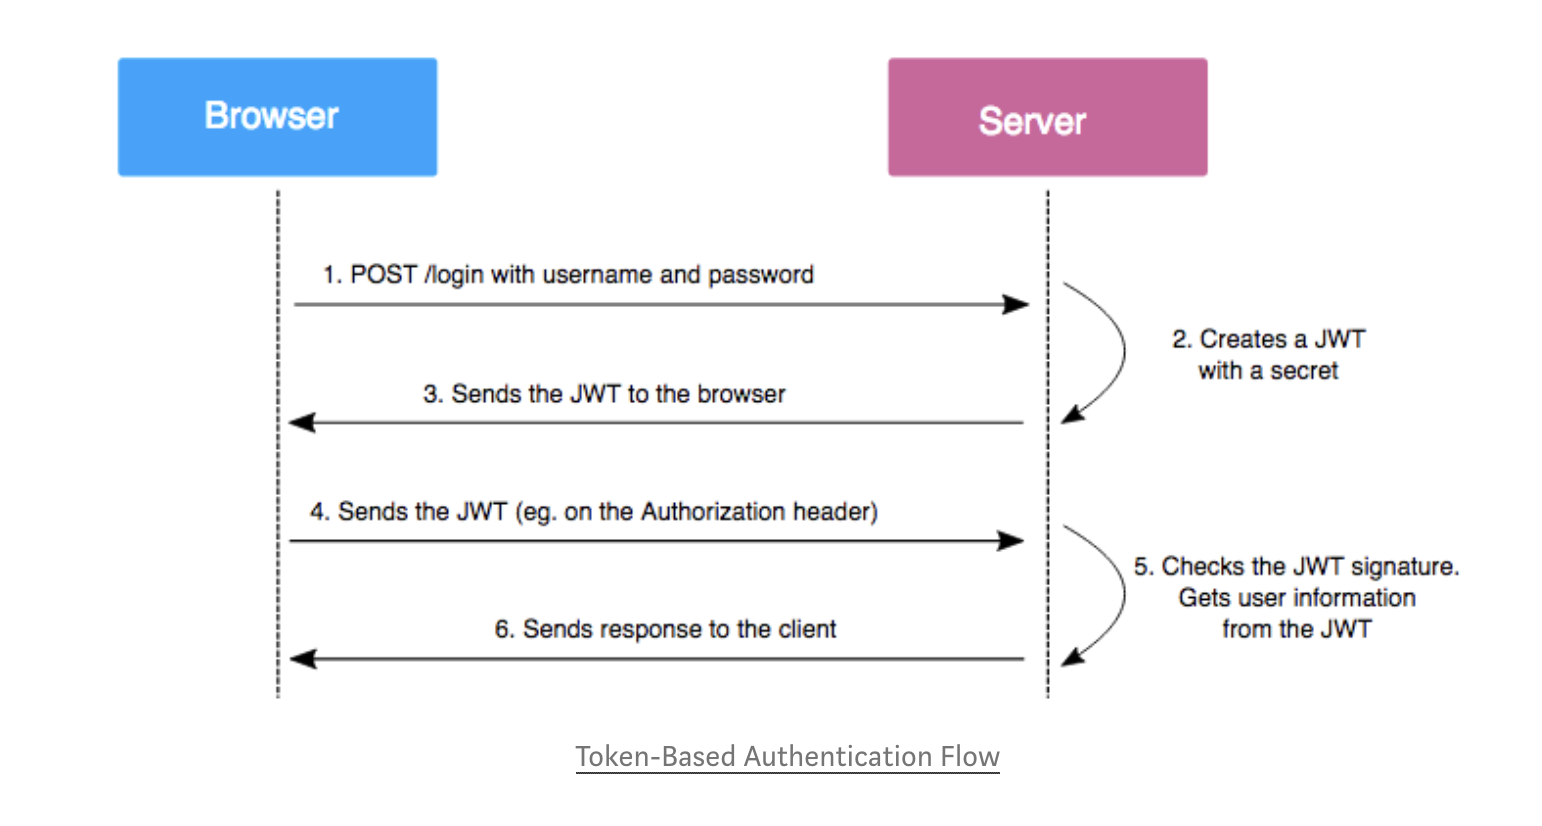 Browser
Server
1. POST /login with username and password
2. Creates a JWT
with a secret
3. Sends the JWT to the browser
4. Sends the JWT (eg. on the Authorization header)
5. Checks the JWT signature.
Gets user information
from the JWT
6. Sends response to the client
Token-Based Authentication Flow